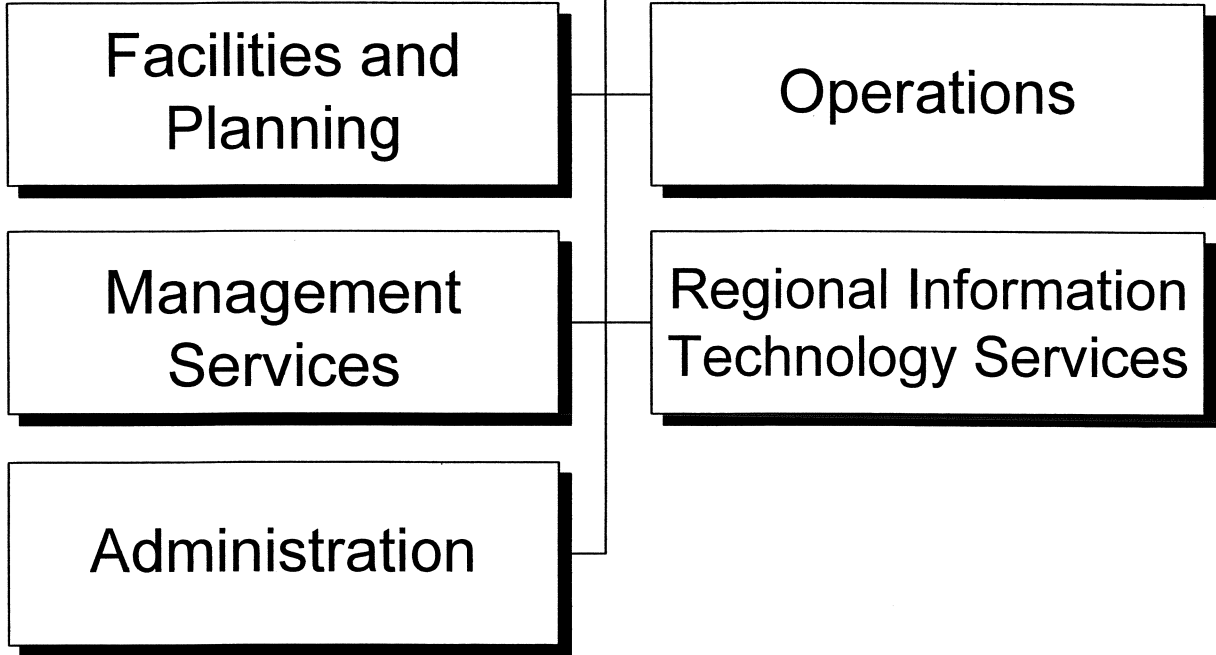 Facilities and
Planning
Operations
Management
Services
Regional Information
Technology Services
Administration